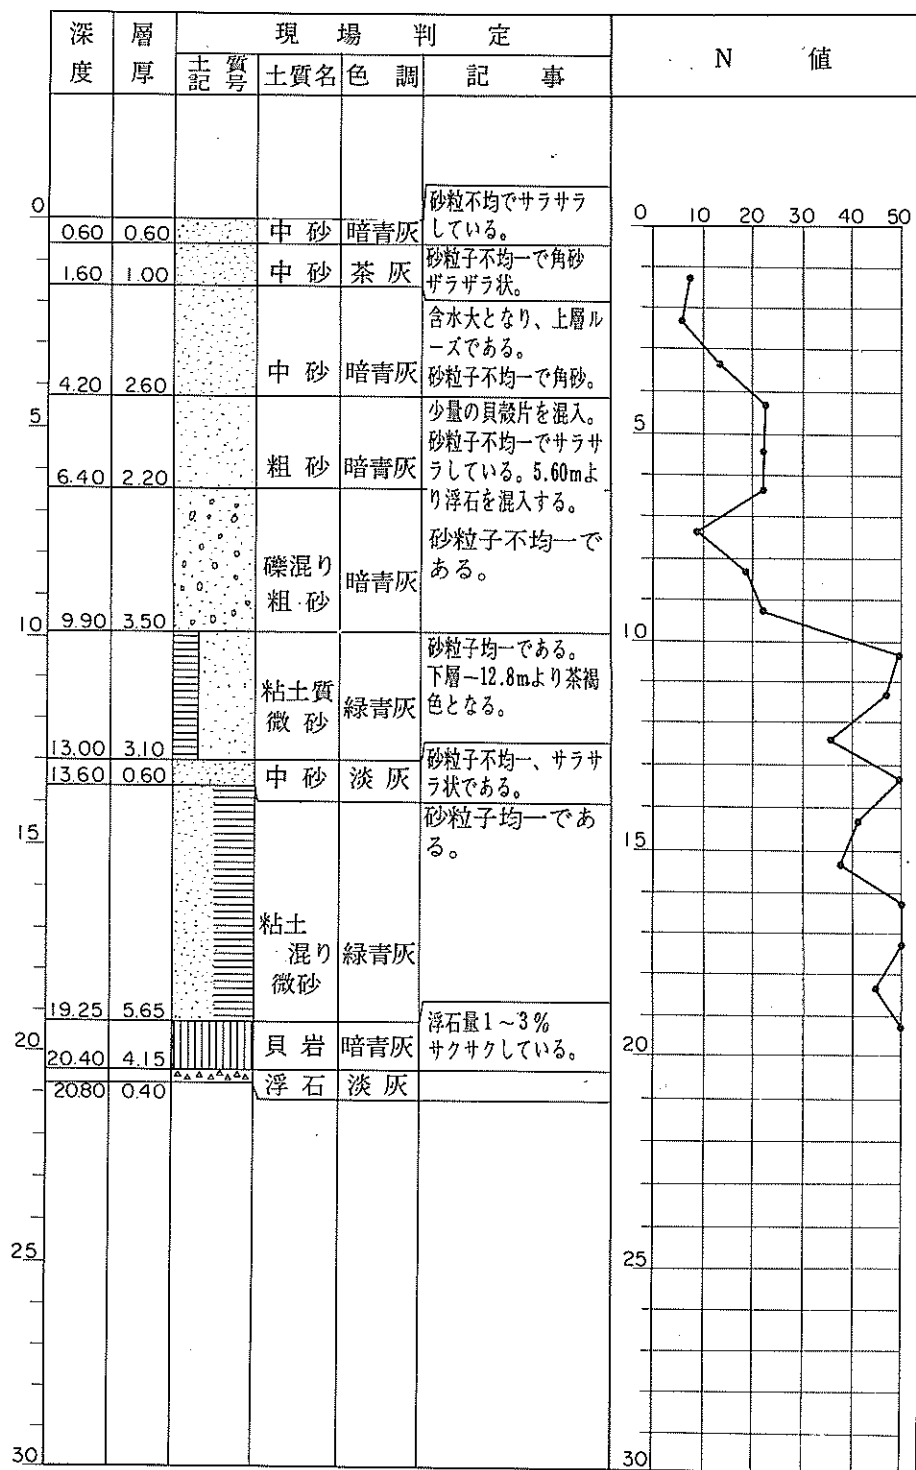 深度
層厚
現場判定
土質記号
土質名
色調
記事
N 値
0
0.60 0.60 中砂 暗青灰
砂粒不均でサラサラ
している。
1.60 1.00 中砂 茶灰
砂粒子不均一で角砂
ザラザラ状。
4.20 2.60 中砂 暗青灰
含水大となり、上層ル
ーズである。
砂粒子不均一で角砂。
5
6.40 2.20 粗砂 暗青灰
少量の貝殻片を混入。
砂粒子不均一でサラサ
ラしている。5.60mよ
り浮石を混入する。
9.90 3.50
礫混り
粗砂
暗青灰
砂粒子不均一で
ある。
10
13.00 3.10
粘土質
微砂
緑青灰
砂粒子均一である。
下層~12.8mより茶褐
色となる。
13.60 0.60 中砂 淡灰
砂粒子不均一、サラサ
ラ状である。
15
19.25 5.65
粘土
混り
微砂
緑青灰
砂粒子均一であ
る。
20
20.40 4.15 貝岩 暗青灰
浮石量1~3%
サクサクしている。
20.80 0.40 浮石 淡灰
25
30
0 10 20 30 40 50
5
10
15
20
25
30